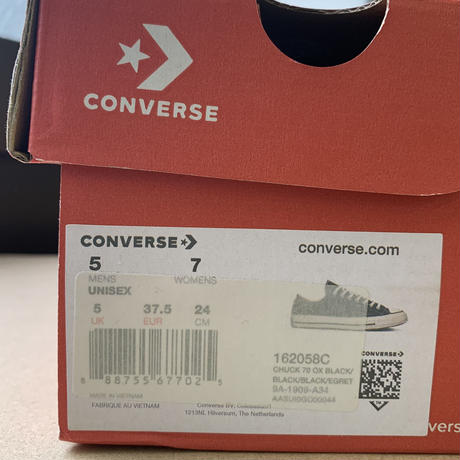 CONVERSE
CONVERSE
converse.com
5 7
MENS WOMENS
UNISEX
5 37.5 24
UK EUR CM
8 88755 67702 5
162058C
CHUCK 70 OX BLACK/
BLACK/BLACK/EGRET
9A-1909-A34
CONVERSE
MADE IN VIETNAM
FABRIQUE AU VIETNAM
1213NL Hilversum, The Netherlands
converse